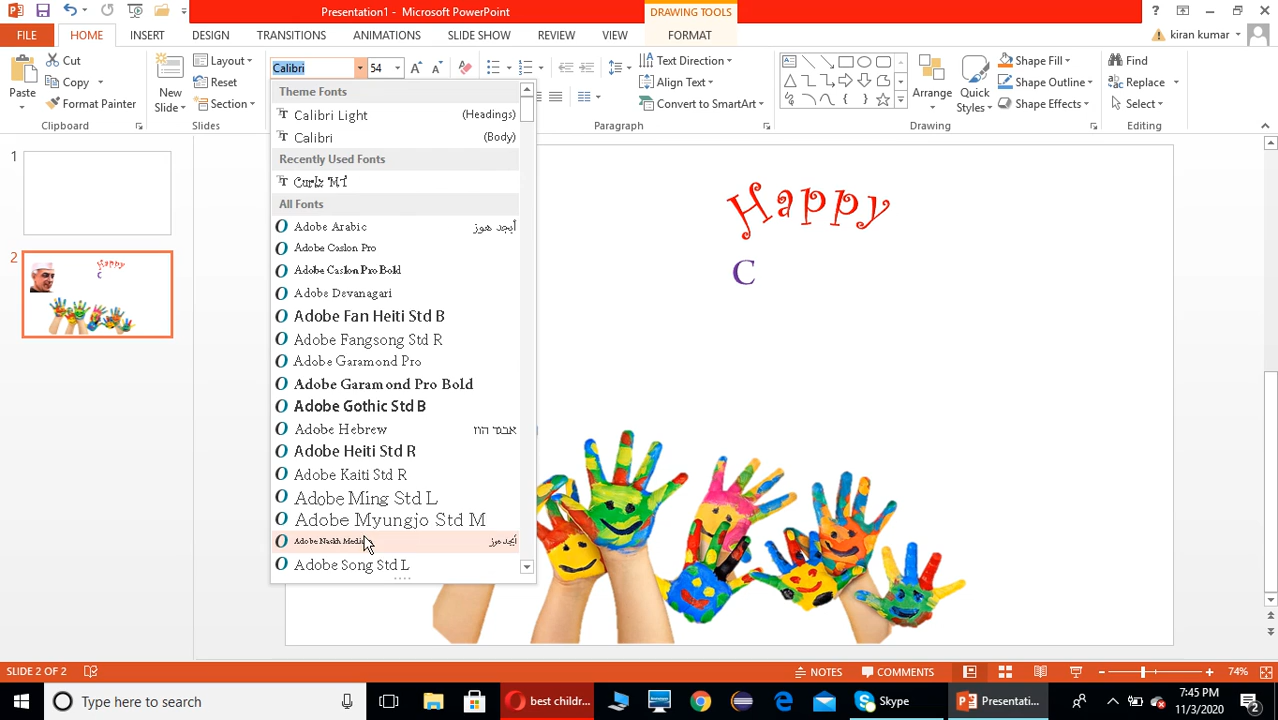 Presentation1 - Microsoft PowerPoint
DRAWING TOOLS
?
FILE
HOME
INSERT
DESIGN
TRANSITIONS
ANIMATIONS
SLIDE SHOW
REVIEW
VIEW
FORMAT
kiran kumar
Paste
Cut
Copy
Format Painter
Clipboard
New
Slide
Layout
Reset
Section
Slides
Calibri
54
Text Direction
Align Text
Convert to SmartArt
Paragraph
Arrange
Quick
Styles
Shape Fill
Shape Outline
Shape Effects
Drawing
Find
Replace
Select
Editing
Theme Fonts
Calibri Light (Headings)
Calibri (Body)
Recently Used Fonts
Curlz MT
All Fonts
Adobe Arabic أبجد هوز
Adobe Caslon Pro
Adobe Caslon Pro Bold
Adobe Devanagari
Adobe Fan Heiti Std B
Adobe Fangsong Std R
Adobe Garamond Pro
Adobe Garamond Pro Bold
Adobe Gothic Std B
Adobe Hebrew אבגד הוז
Adobe Heiti Std R
Adobe Kaiti Std R
Adobe Ming Std L
Adobe Myungjo Std M
Adobe Naskh Medium أبجد هوز
Adobe Song Std L
1
2
Happy
C
Happy
C
SLIDE 2 OF 2
NOTES
COMMENTS
74%
Type here to search
best childr...
Skype
Presentati...
7:45 PM
11/3/2020
2